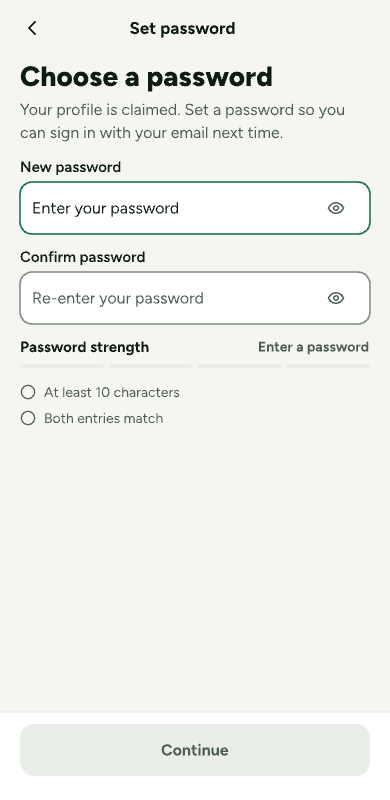 Set password
Choose a password
Your profile is claimed. Set a password so you
can sign in with your email next time.
New password
Enter your password
Confirm password
Re-enter your password
Password strength
Enter a password
At least 10 characters
Both entries match
Continue